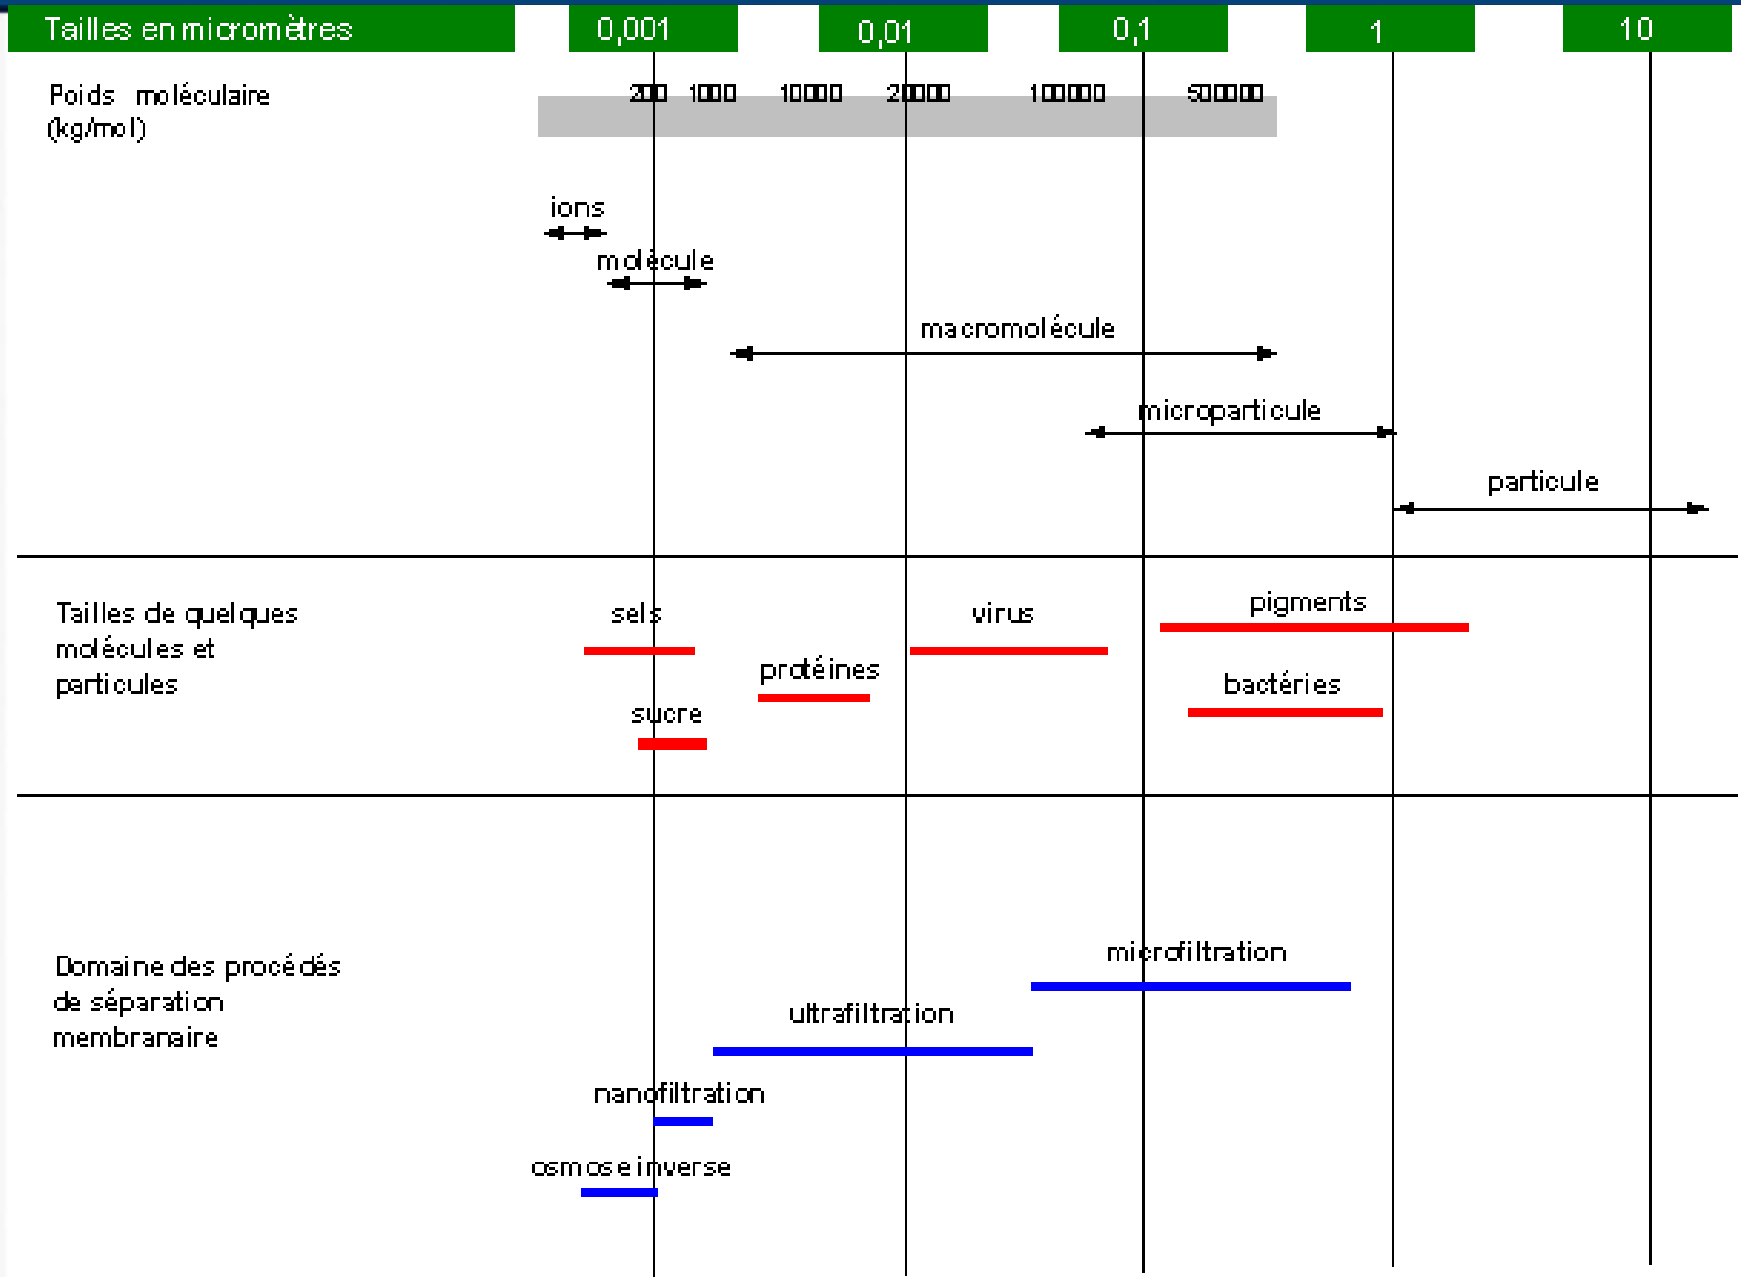 Tailles en micromètres 0,001 0,01 0,1 1 10
Poids moléculaire 200 1000 10000 20000 100000 500000
(kg/mol)
ions
molécule
macromolécule
microparticule
particule
Tailles de quelques
molécules et
particules
sels
virus
pigments
protéines
bactéries
sucre
Domaine des procédés
de séparation
membranaire
microfiltration
ultrafiltration
nanofiltration
osmose inverse